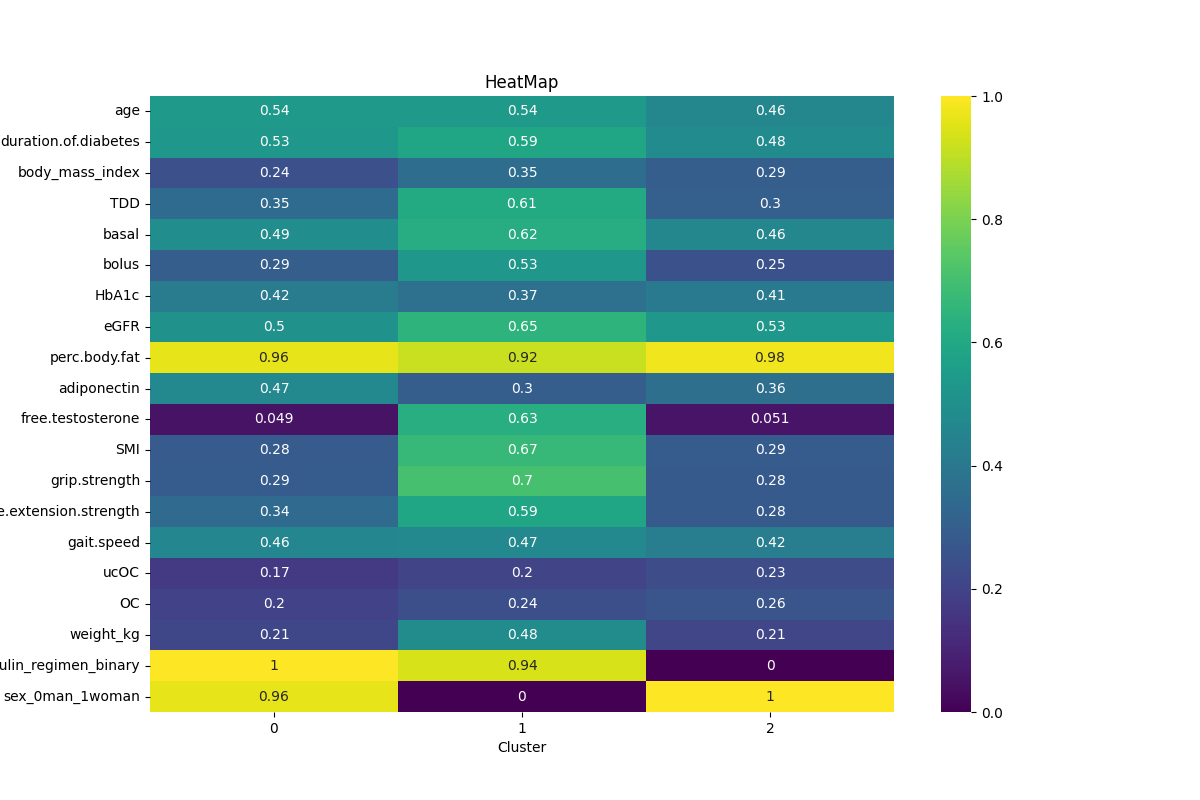 HeatMap
age 0.54 0.54 0.46 1.0
duration.of.diabetes 0.53 0.59 0.48
body_mass_index 0.24 0.35 0.29
TDD 0.35 0.61 0.3 0.8
basal 0.49 0.62 0.46
bolus 0.29 0.53 0.25
HbA1c 0.42 0.37 0.41
eGFR 0.5 0.65 0.53 0.6
perc.body.fat 0.96 0.92 0.98
adiponectin 0.47 0.3 0.36
free.testosterone 0.049 0.63 0.051
SMI 0.28 0.67 0.29 0.4
grip.strength 0.29 0.7 0.28
e.extension.strength 0.34 0.59 0.28
gait.speed 0.46 0.47 0.42
ucOC 0.17 0.2 0.23 0.2
OC 0.2 0.24 0.26
weight_kg 0.21 0.48 0.21
ulin_regimen_binary 1 0.94 0
sex_0man_1woman 0.96 0 1 0.0
0 1 2
Cluster